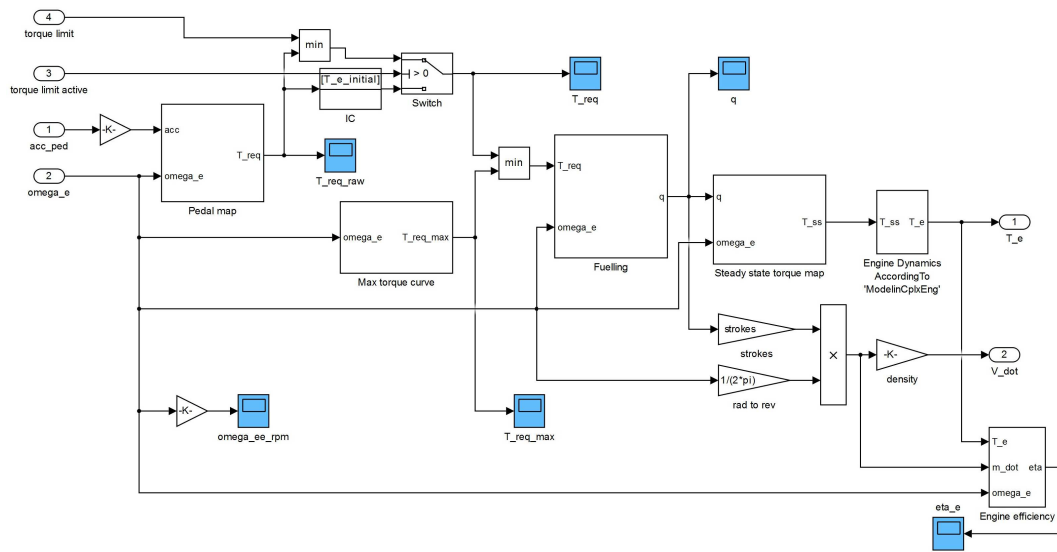 4
torque limit
min
3
torque limit active
[T_e_initial]
IC
> 0
Switch
T_req
q
1
acc_ped
-K-
acc
T_req
omega_e
Pedal map
2
omega_e
T_req_raw
min
T_req
q
omega_e
Fuelling
omega_e
T_req_max
Max torque curve
q
T_ss
omega_e
Steady state torque map
T_ss
T_e
Engine Dynamics
AccordingTo
'ModelinCplxEng'
1
T_e
strokes
strokes
×
1/(2*pi)
rad to rev
-K-
density
2
V_dot
-K-
omega_ee_rpm
T_req_max
T_e
m_dot
eta
omega_e
Engine efficiency
eta_e